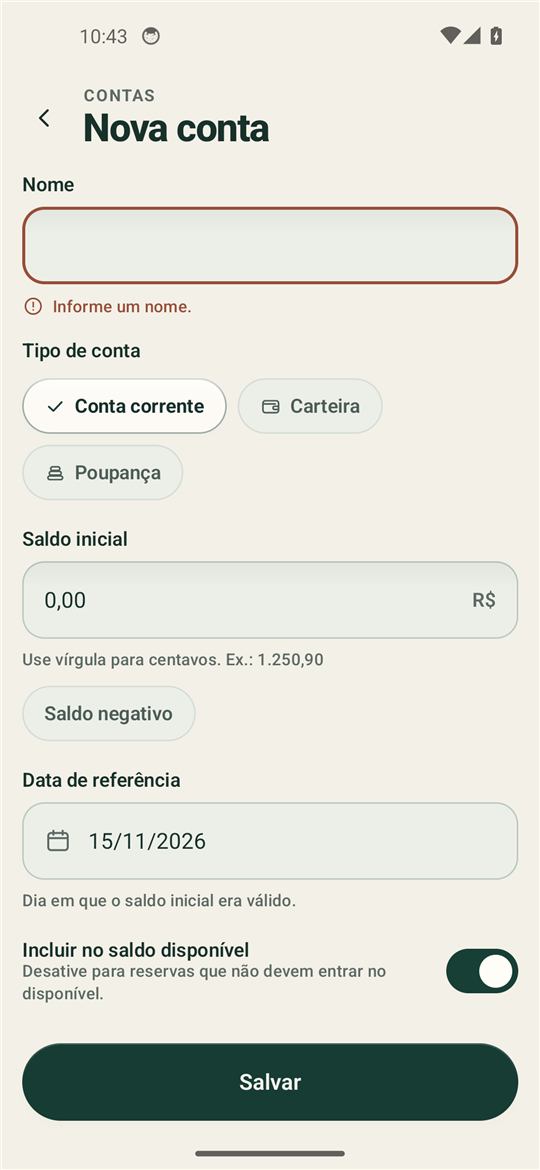 10:43
CONTAS
Nova conta
Nome
Informe um nome.
Tipo de conta
Conta corrente
Carteira
Poupança
Saldo inicial
0,00 R$
Use vírgula para centavos. Ex.: 1.250,90
Saldo negativo
Data de referência
15/11/2026
Dia em que o saldo inicial era válido.
Incluir no saldo disponível
Desative para reservas que não devem entrar no
disponível.
Salvar